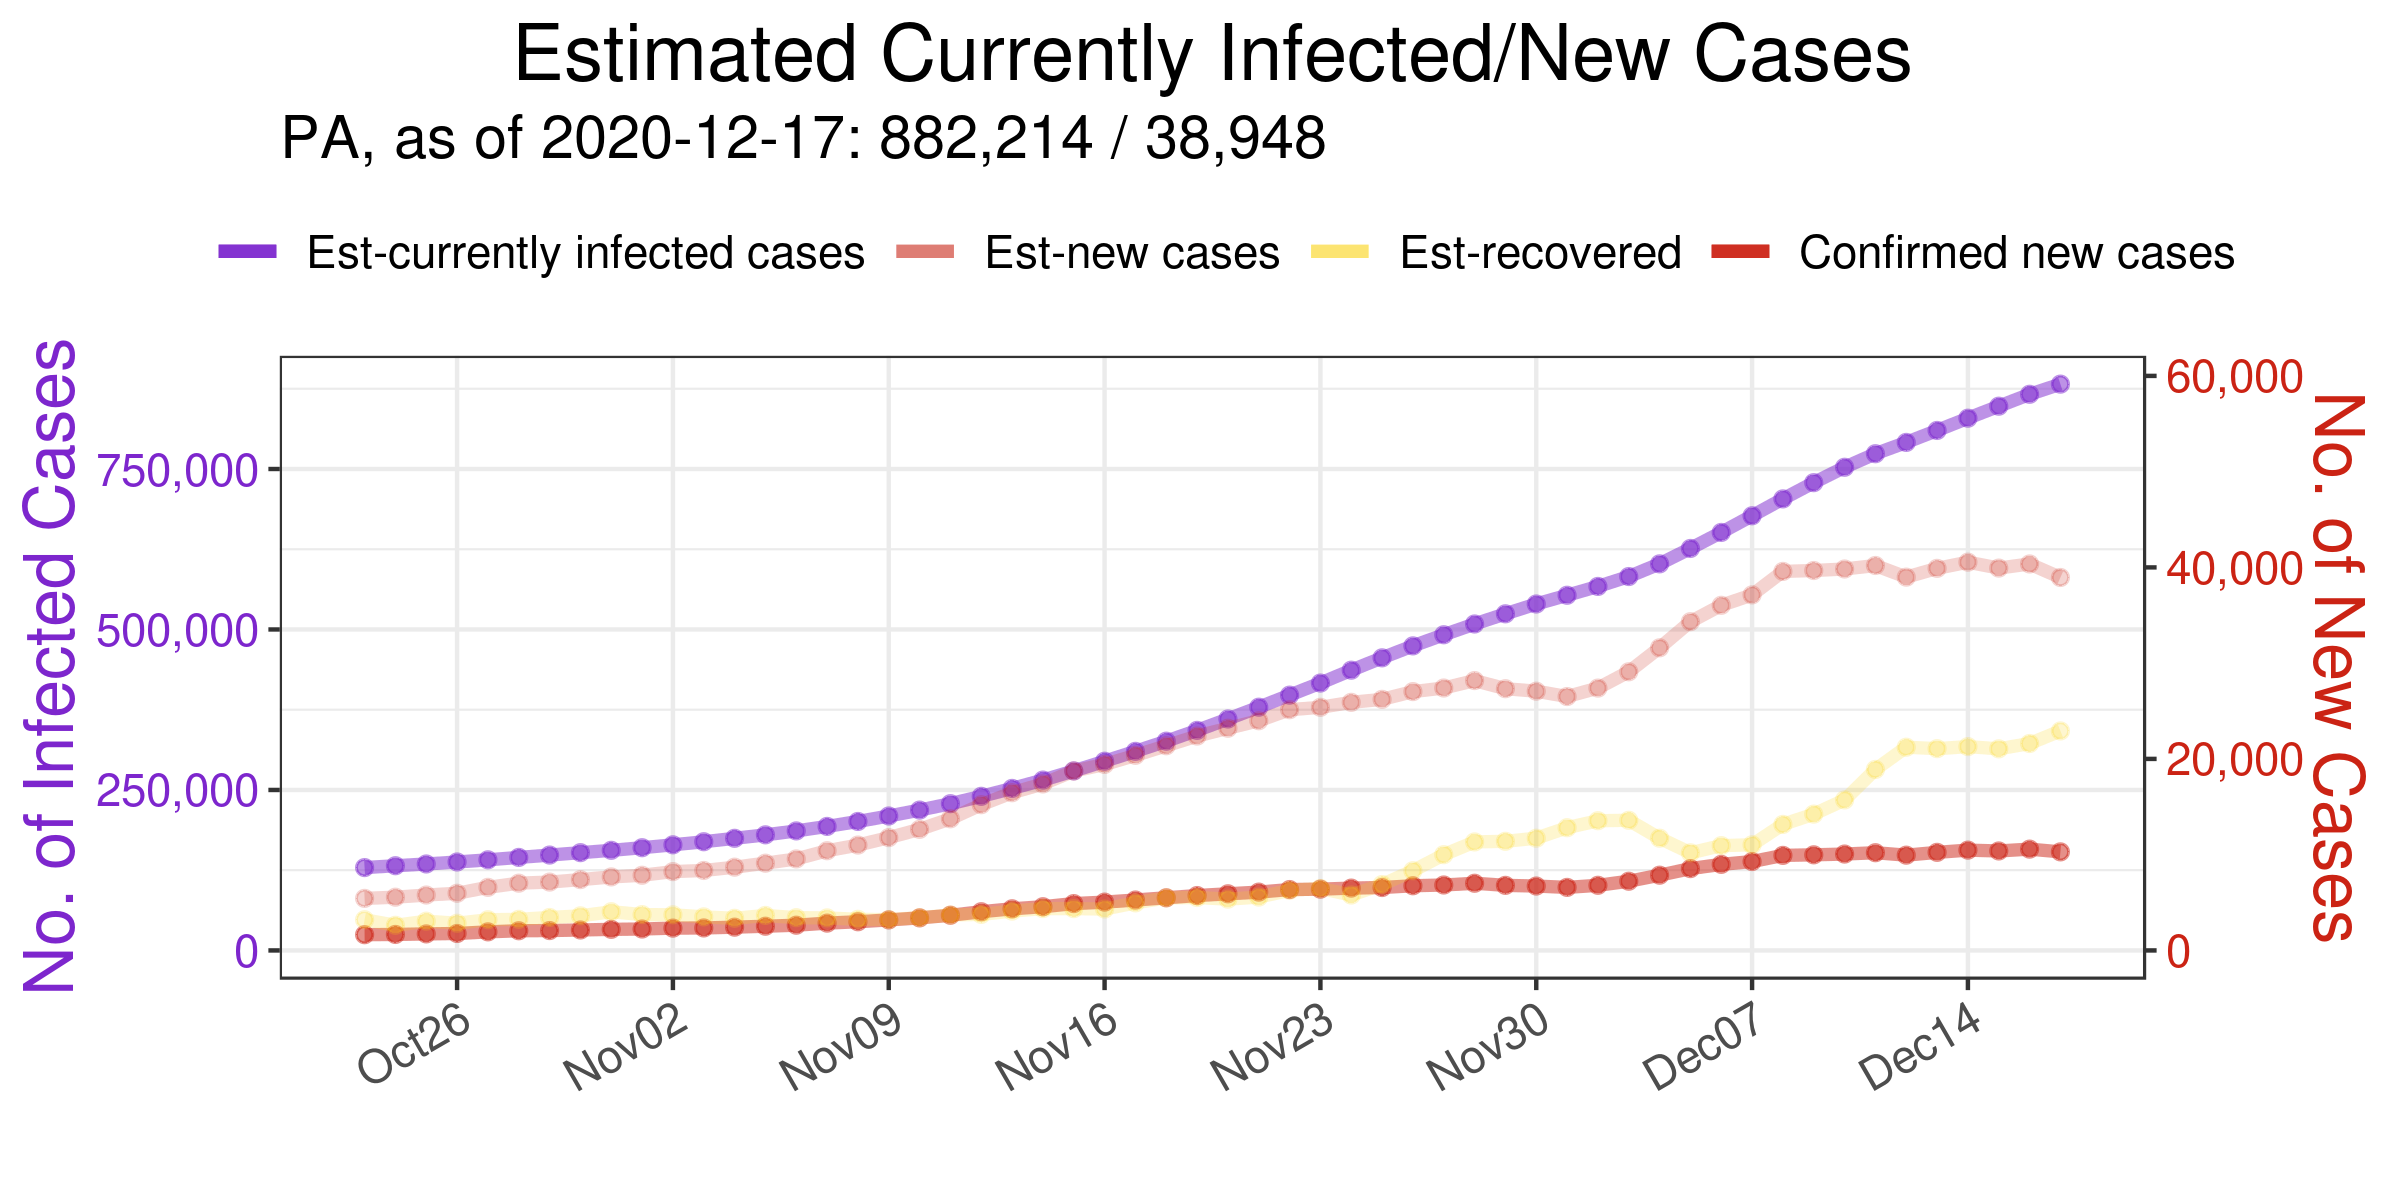 Estimated Currently Infected/New Cases
PA, as of 2020-12-17: 882,214 / 38,948
Est-currently infected cases Est-new cases Est-recovered Confirmed new cases
No. of Infected Cases
750,000
500,000
250,000
0
60,000
40,000
20,000
0
No. of New Cases
Oct26 Nov02 Nov09 Nov16 Nov23 Nov30 Dec07 Dec14